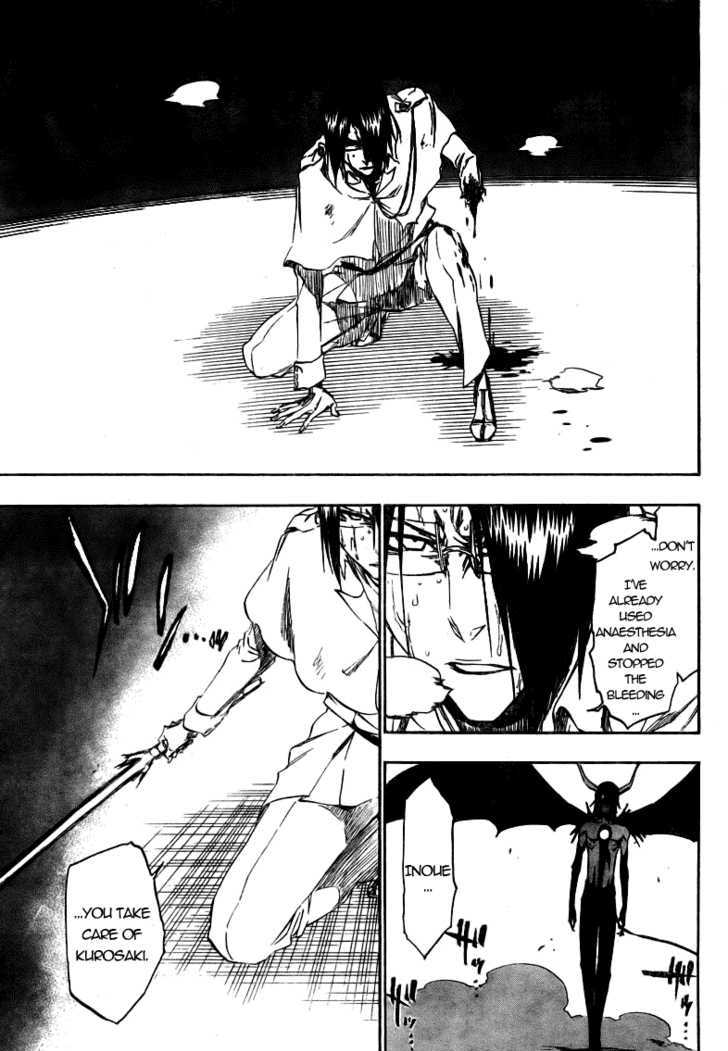 ...DON'T
WORRY.
I'VE
ALREADY
USED
ANAESTHESIA
AND
STOPPED
THE
BLEEDING
...
INOUE
...
...YOU TAKE
CARE OF
KUROSAKI.